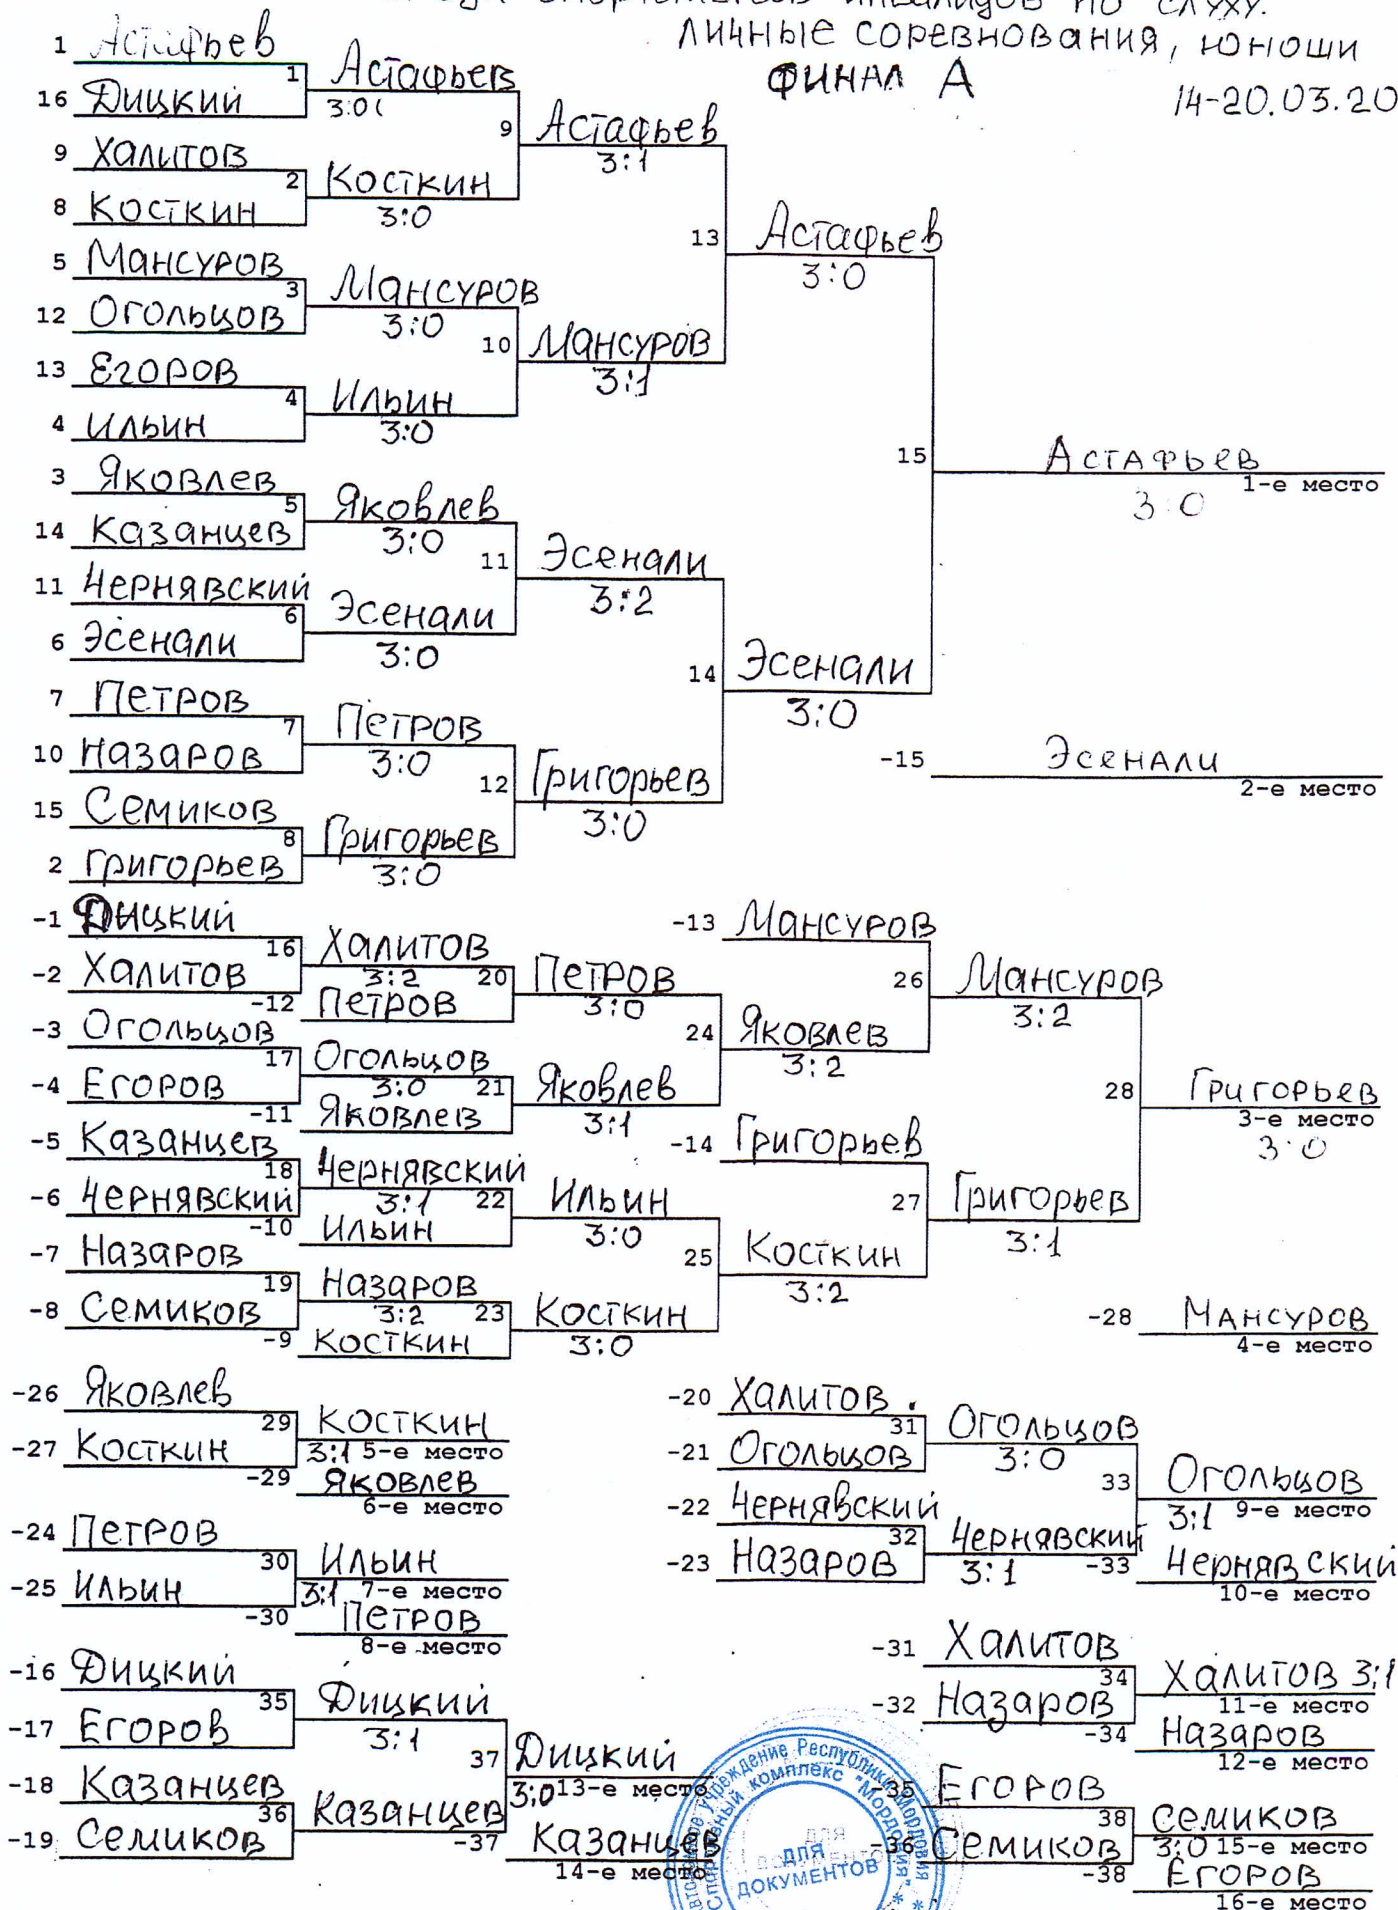 спортсменов инвалидов по слуху.
личные соревнования, юноши
ФИНАЛ А
14-20.03.20
1 Астафьев
1 Астафьев
16 Дицкий
3:0
9 Астафьев
3:1
9 Халитов
2 Косткин
8 Косткин
3:0
13 Астафьев
3:0
5 Мансуров
3 Мансуров
12 Огольцов
3:0
10 Мансуров
3:1
13 Егоров
4 Ильин
4 Ильин
3:0
15 Астафьев
1-е место
3:0
3 Яковлев
5 Яковлев
14 Казанцев
3:0
11 Эсенали
3:2
11 Чернявский
6 Эсенали
6 Эсенали
3:0
14 Эсенали
3:0
7 Петров
7 Петров
10 Назаров
3:0
-15 Эсенали
2-е место
12 Григорьев
3:0
15 Семиков
8 Григорьев
2 Григорьев
3:0
-1 Дицкий
-13 Мансуров
16 Халитов
-2 Халитов
3:2 20 Петров
-12 Петров
3:0
26 Мансуров
3:2
-3 Огольцов
24 Яковлев
3:2
17 Огольцов
-4 Егоров
3:0 21 Яковлев
-11 Яковлев
3:1
28 Григорьев
3-е место
3:0
-5 Казанцев
-14 Григорьев
18 Чернявский
-6 Чернявский
3:1 22 Ильин
-10 Ильин
3:0
27 Григорьев
3:1
-7 Назаров
25 Косткин
3:2
19 Назаров
-8 Семиков
3:2 23 Косткин
-9 Косткин
3:0
-28 Мансуров
4-е место
-26 Яковлев
29 Косткин
-27 Косткин
3:1 5-е место
-29 Яковлев
6-е место
-20 Халитов
31 Огольцов
-21 Огольцов
3:0
33 Огольцов
3:1 9-е место
-22 Чернявский
32 Чернявский
-23 Назаров
3:1
-33 Чернявский
10-е место
-24 Петров
30 Ильин
-25 Ильин
3:1 7-е место
-30 Петров
8-е место
-31 Халитов
34 Халитов 3:1
-32 Назаров
11-е место
-34 Назаров
12-е место
-16 Дицкий
35 Дицкий
-17 Егоров
3:1
37 Дицкий
3:0 13-е место
-18 Казанцев
36 Казанцев
-19 Семиков
-37 Казанцев
14-е место
-35 Егоров
38 Семиков
-36 Семиков
3:0 15-е место
-38 Егоров
16-е место
учреждение Республики Мордовия
комплекс "Мордовия"
ДЛЯ
ДОКУМЕНТОВ